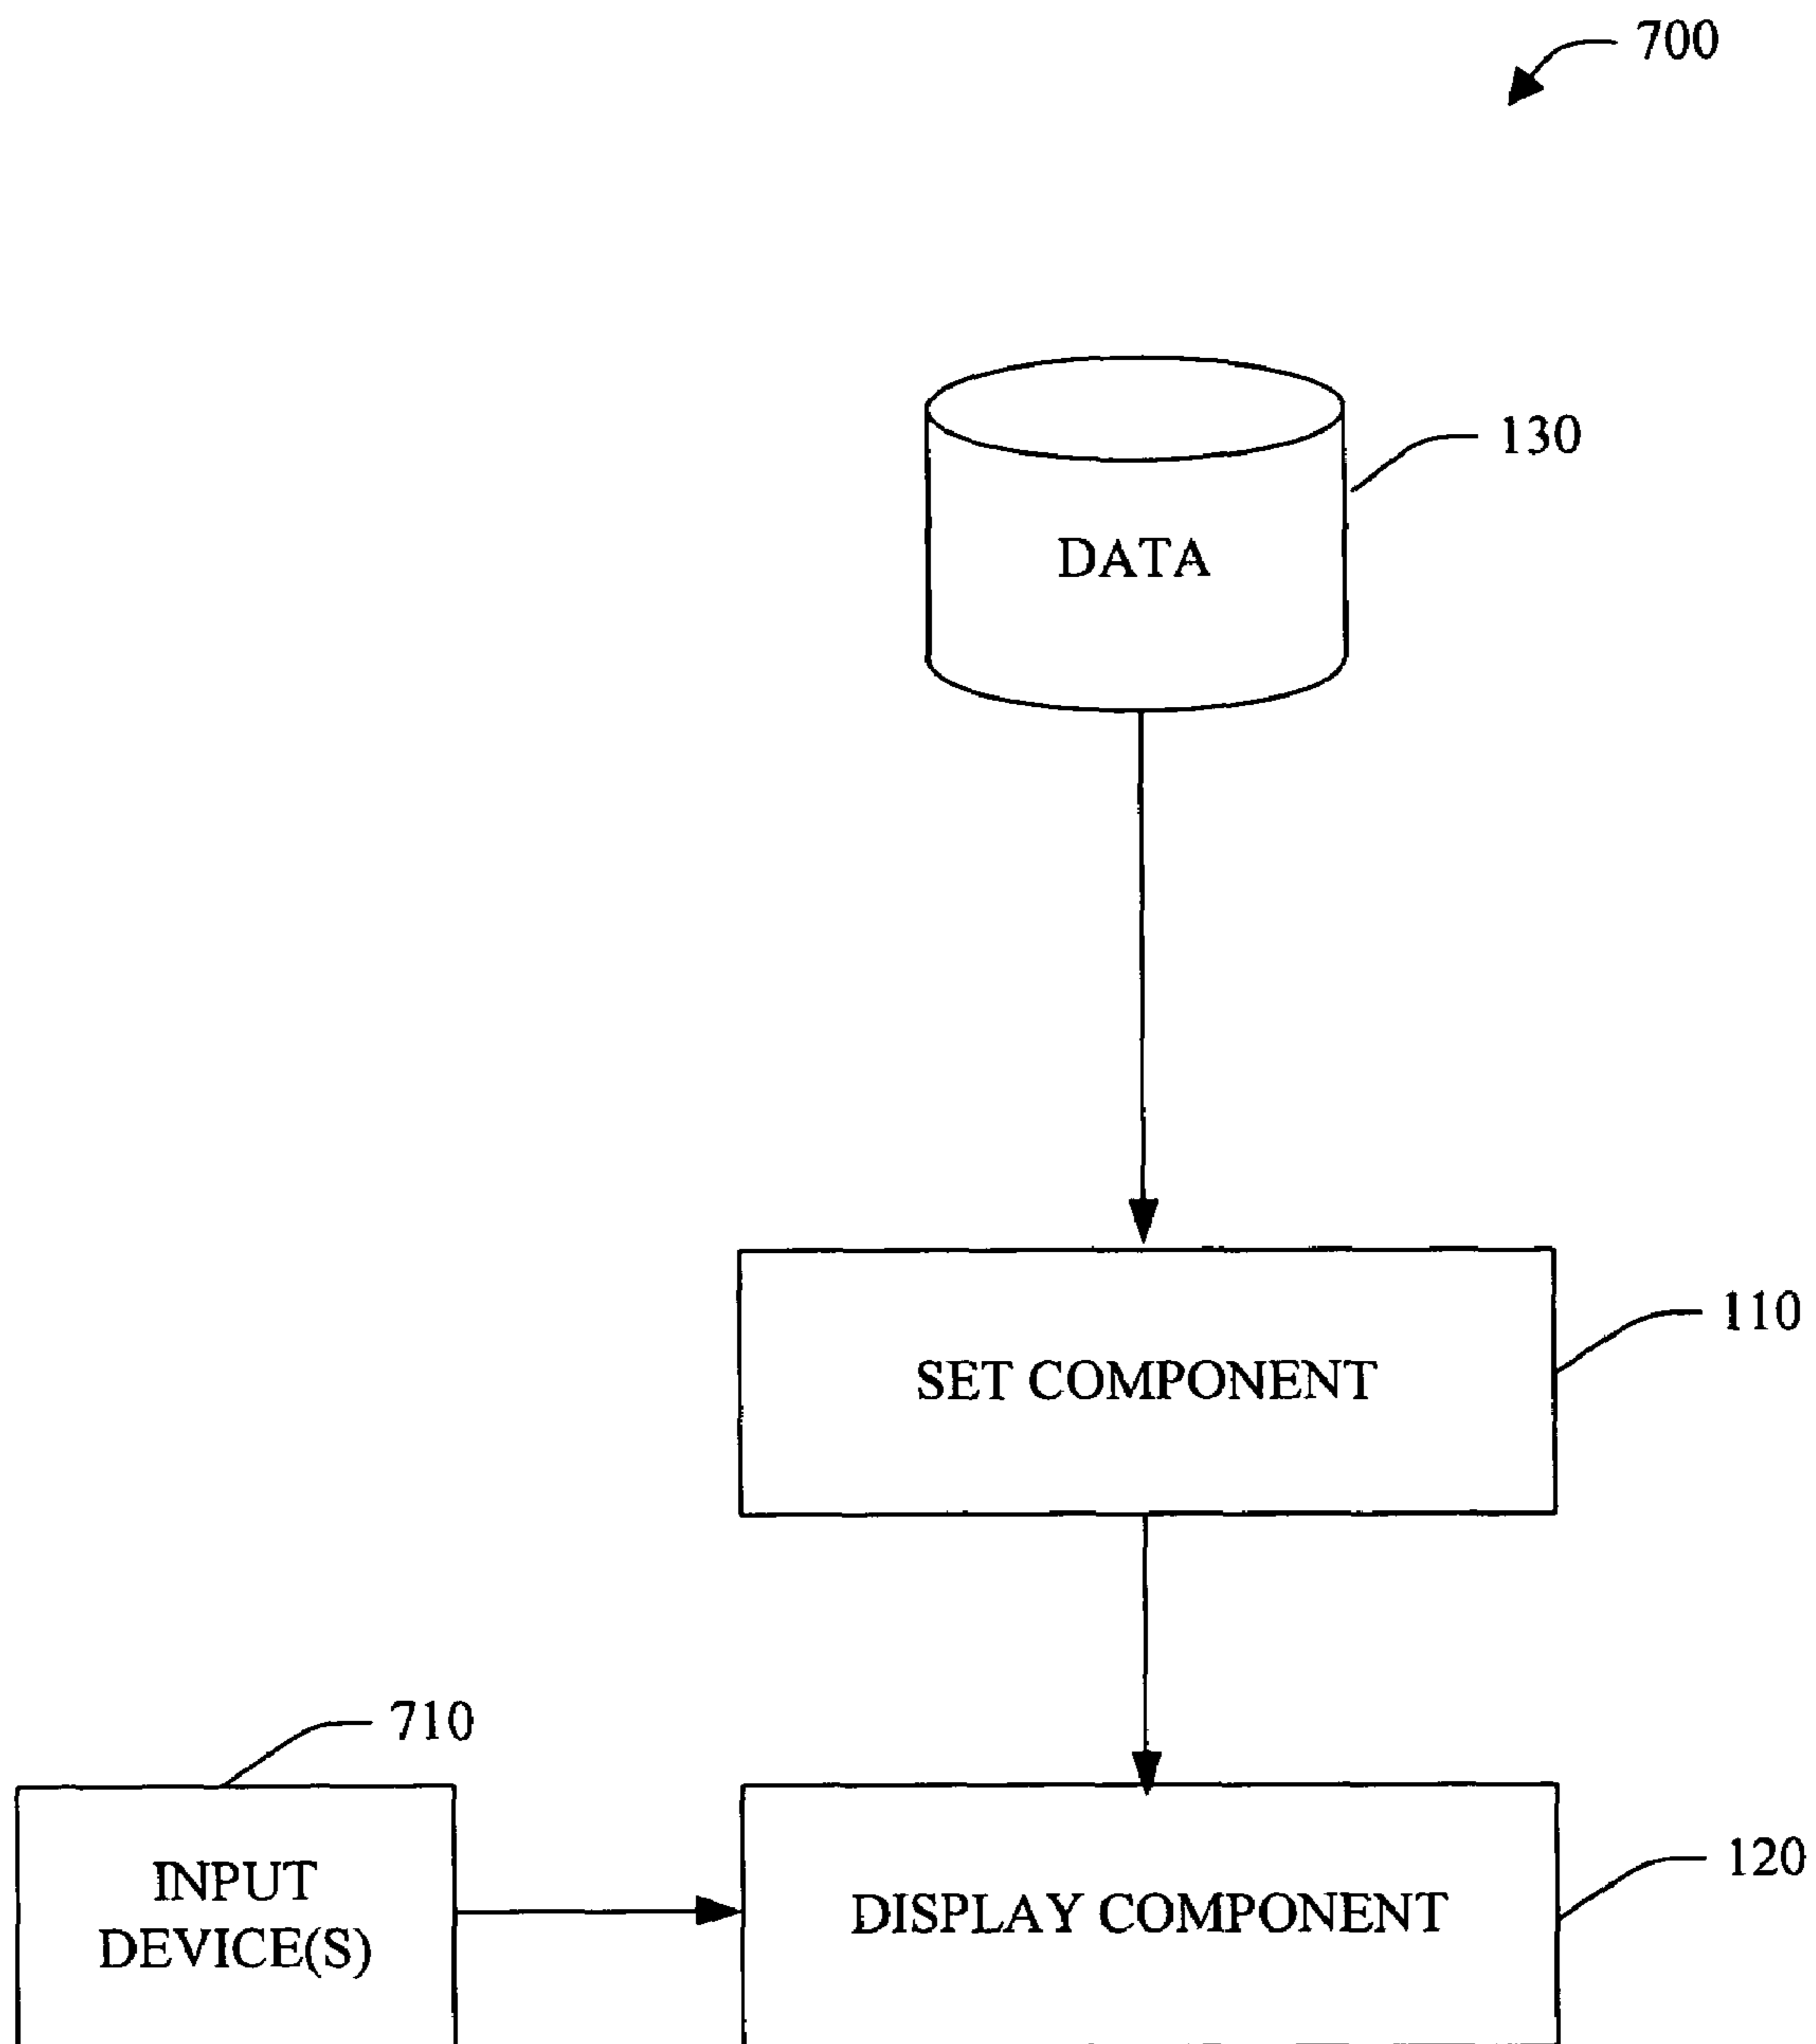 700
130
DATA
110
SET COMPONENT
710
INPUT
DEVICE(S)
120
DISPLAY COMPONENT